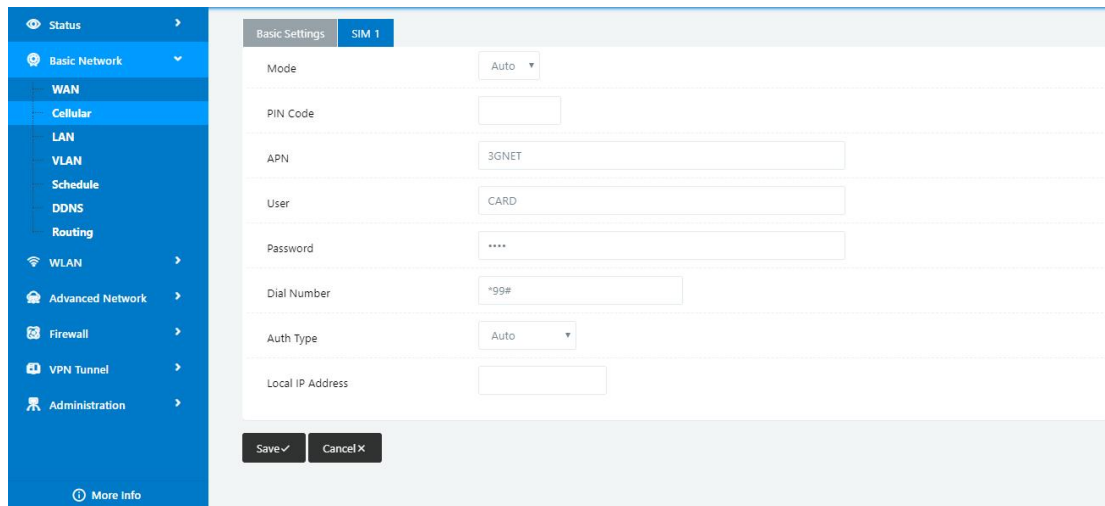 Status
Basic Network
WAN
Cellular
LAN
VLAN
Schedule
DDNS
Routing
WLAN
Advanced Network
Firewall
VPN Tunnel
Administration
More Info
Basic Settings SIM 1
Mode Auto
PIN Code
APN 3GNET
User CARD
Password ••••
Dial Number *99#
Auth Type Auto
Local IP Address
Save✓ Cancel×